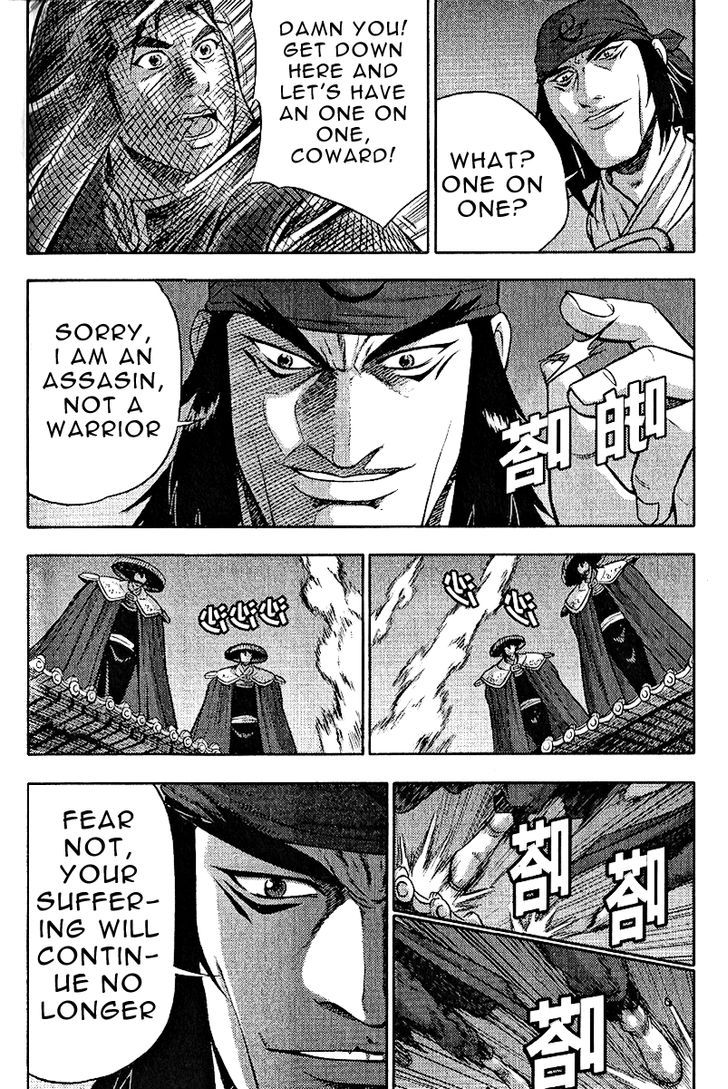 DAMN YOU!
GET DOWN
HERE AND
LET'S HAVE
AN ONE ON
ONE,
COWARD!
WHAT?
ONE ON
ONE?
SORRY,
I AM AN
ASSASIN,
NOT A
WARRIOR
FEAR
NOT,
YOUR
SUFFER-
ING WILL
CONTIN-
UE NO
LONGER